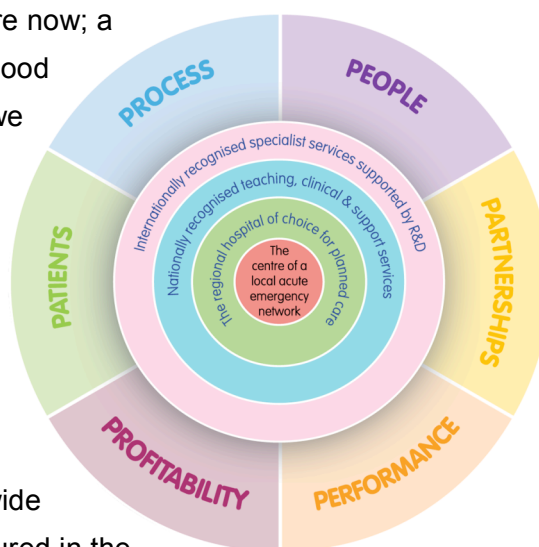 re now; a
ood
we
PROCESS
PEOPLE
PATIENTS
PARTNERSHIPS
PROFITABILITY
PERFORMANCE
Internationally recognised specialist services supported by R&D
Nationally recognised teaching, clinical & support services
The regional hospital of choice for planned care
The
centre of a
local acute
emergency
network
ide
ured in the